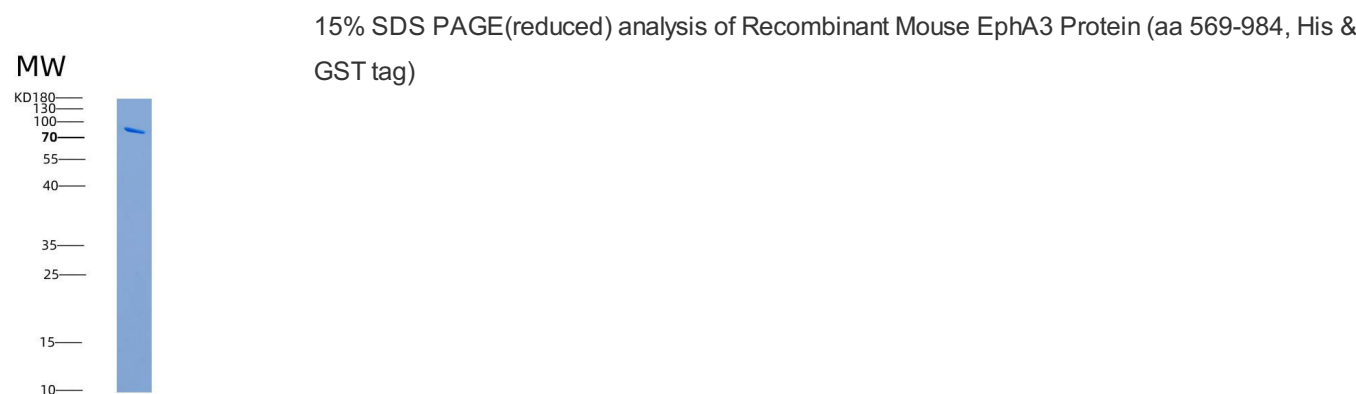 15% SDS PAGE(reduced) analysis of Recombinant Mouse EphA3 Protein (aa 569-984, His &
GST tag)
MW
KD180
130
100
70
55
40
35
25
15
10